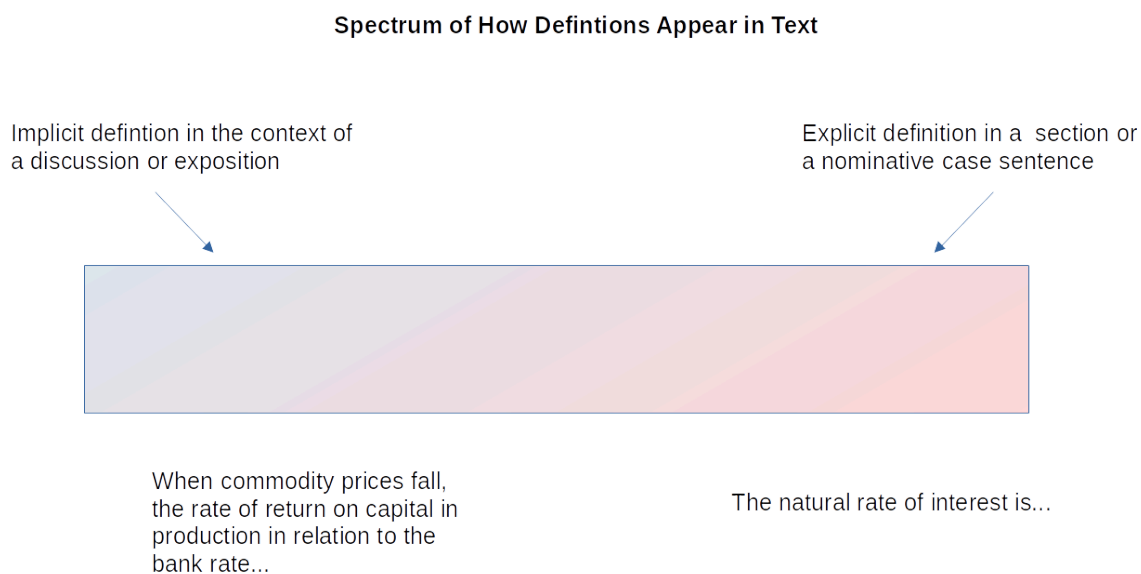 Spectrum of How Defintions Appear in Text
Implicit defintion in the context of
a discussion or exposition
Explicit definition in a  section or
a nominative case sentence
When commodity prices fall,
the rate of return on capital in
production in relation to the
bank rate...
The natural rate of interest is...